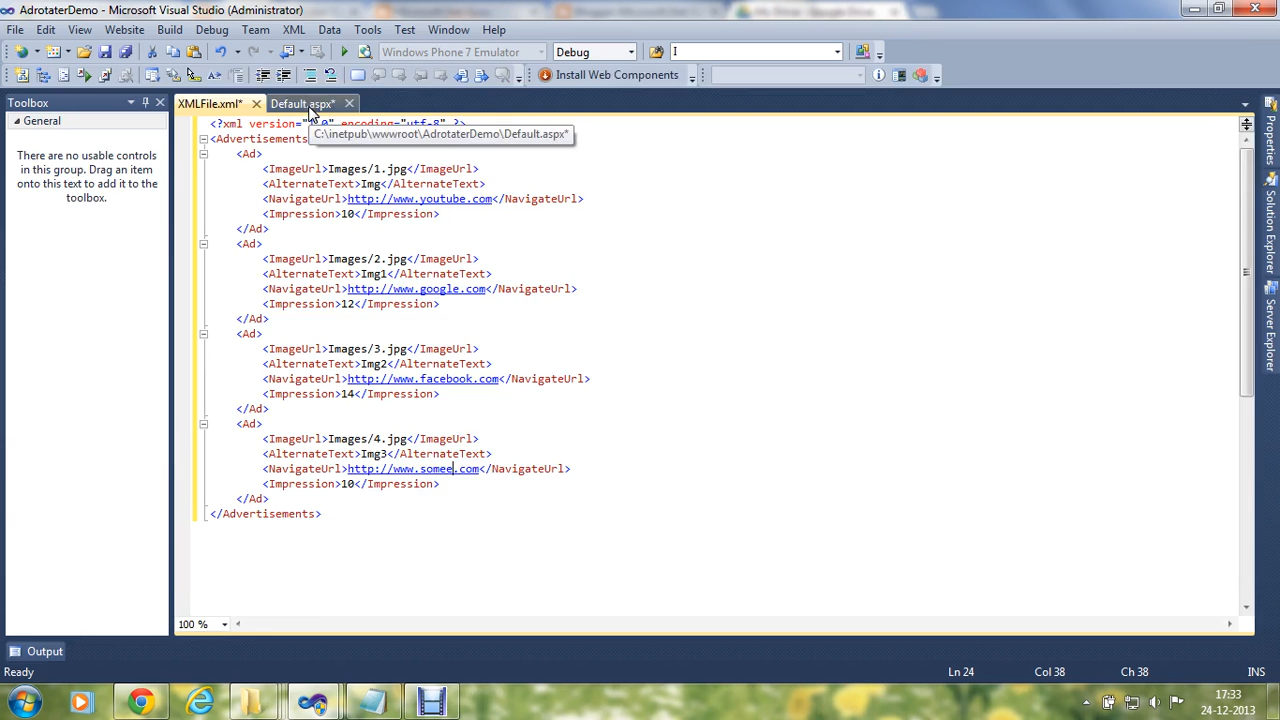 AdrotaterDemo - Microsoft Visual Studio (Administrator)
File Edit View Website Build Debug Team XML Data Tools Test Window Help
Windows Phone 7 Emulator Debug I
Install Web Components
Toolbox
XMLFile.xml* Default.aspx*
General
There are no usable controls
in this group. Drag an item
onto this text to add it to the
toolbox.
<?xml version="1.0" encoding="utf-8" ?>
C:\inetpub\wwwroot\AdrotaterDemo\Default.aspx*
<Advertisements
<Ad>
<ImageUrl>Images/1.jpg</ImageUrl>
<AlternateText>Img</AlternateText>
<NavigateUrl>http://www.youtube.com</NavigateUrl>
<Impression>10</Impression>
</Ad>
<Ad>
<ImageUrl>Images/2.jpg</ImageUrl>
<AlternateText>Img1</AlternateText>
<NavigateUrl>http://www.google.com</NavigateUrl>
<Impression>12</Impression>
</Ad>
<Ad>
<ImageUrl>Images/3.jpg</ImageUrl>
<AlternateText>Img2</AlternateText>
<NavigateUrl>http://www.facebook.com</NavigateUrl>
<Impression>14</Impression>
</Ad>
<Ad>
<ImageUrl>Images/4.jpg</ImageUrl>
<AlternateText>Img3</AlternateText>
<NavigateUrl>http://www.somee.com</NavigateUrl>
<Impression>10</Impression>
</Ad>
</Advertisements>
100 %
Properties
Solution Explorer
Server Explorer
Output
Ready Ln 24 Col 38 Ch 38 INS
17:33
24-12-2013